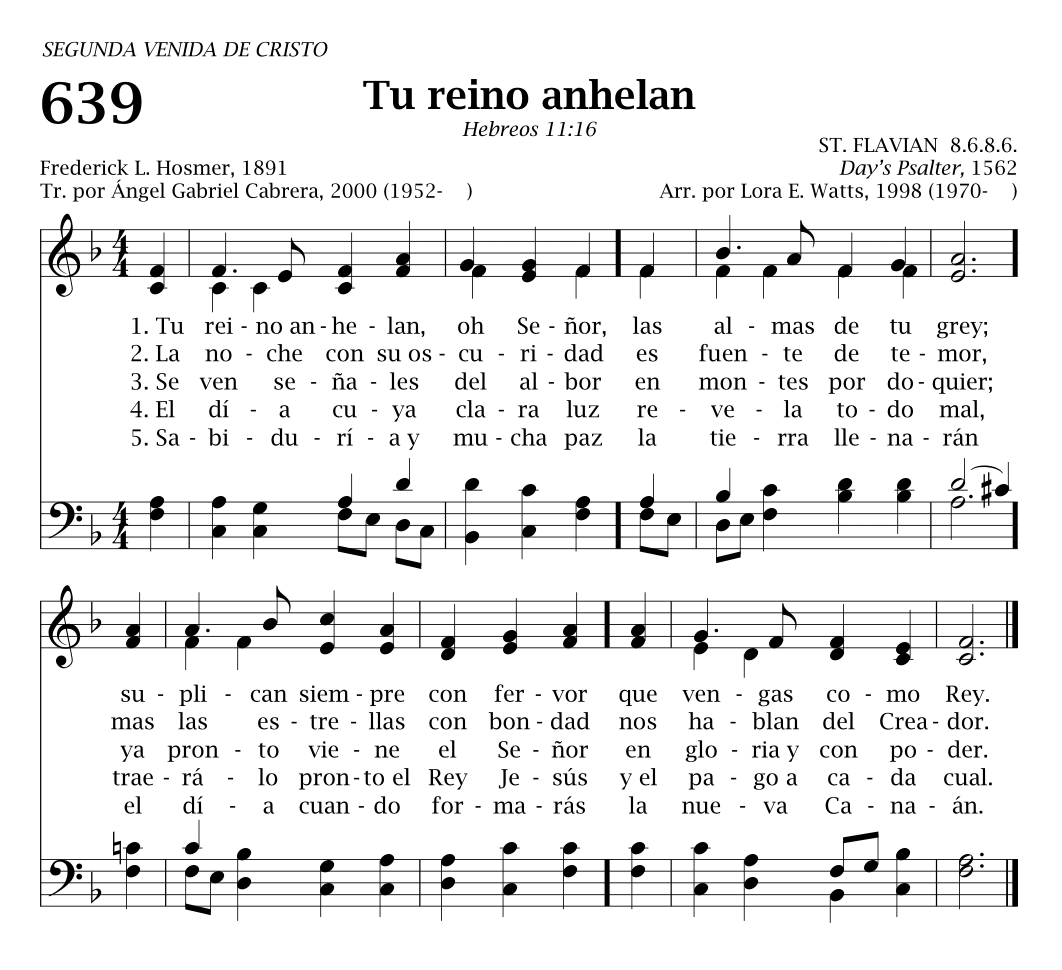 SEGUNDA VENIDA DE CRISTO
639
Tu reino anhelan
Hebreos 11:16
ST. FLAVIAN 8.6.8.6.
Frederick L. Hosmer, 1891
Day's Psalter, 1562
Tr. por Ángel Gabriel Cabrera, 2000 (1952- )
Arr. por Lora E. Watts, 1998 (1970- )
4
4
1. Tu rei - no an - he - lan, oh Se - ñor, las al - mas de tu grey;
2. La no - che con su os - cu - ri - dad es fuen - te de te - mor,
3. Se ven se - ña - les del al - bor en mon - tes por do - quier;
4. El dí - a cu - ya cla - ra luz re - ve - la to - do mal,
5. Sa - bi - du - rí - a y mu - cha paz la tie - rra lle - na - rán
4
4
su - pli - can siem - pre con fer - vor que ven - gas co - mo Rey.
mas las es - tre - llas con bon - dad nos ha - blan del Crea - dor.
ya pron - to vie - ne el Se - ñor en glo - ria y con po - der.
trae - rá - lo pron - to el Rey Je - sús y el pa - go a ca - da cual.
el dí - a cuan - do for - ma - rás la nue - va Ca - na - án.